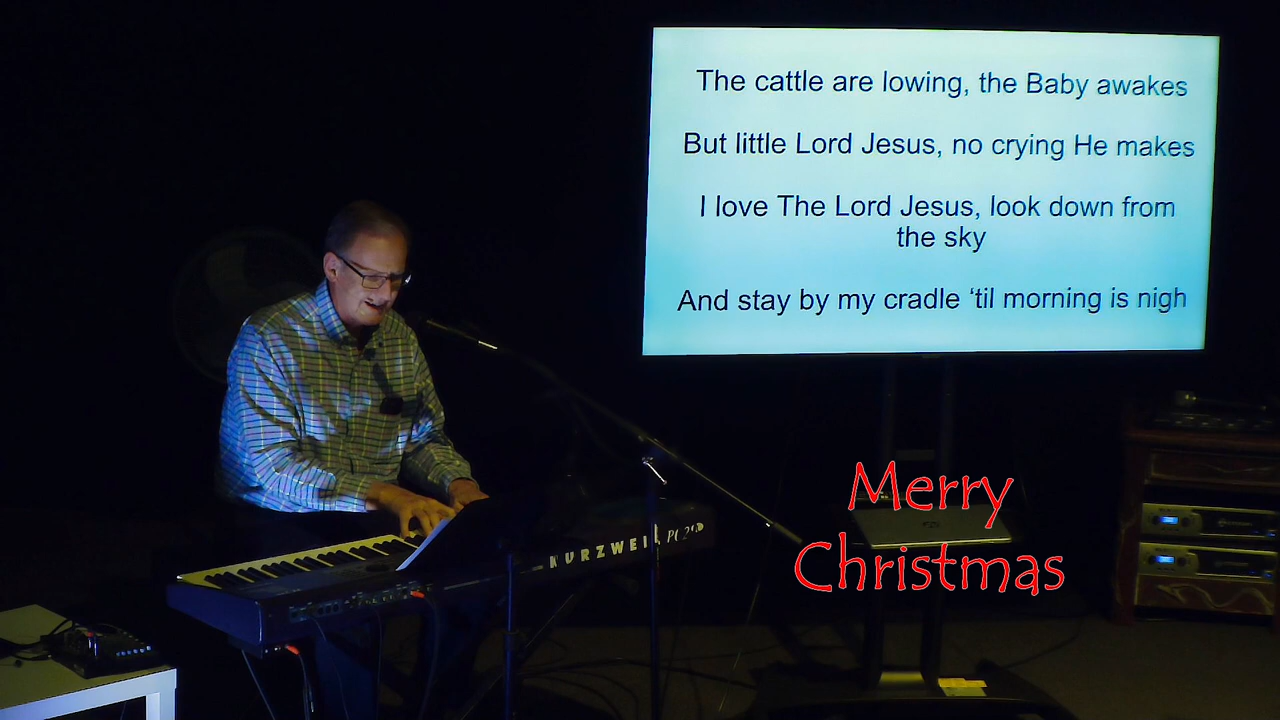 The cattle are lowing, the Baby awakes
But little Lord Jesus, no crying He makes
I love The Lord Jesus, look down from
the sky
And stay by my cradle ‘til morning is nigh
Merry
Christmas
KURZWEIL